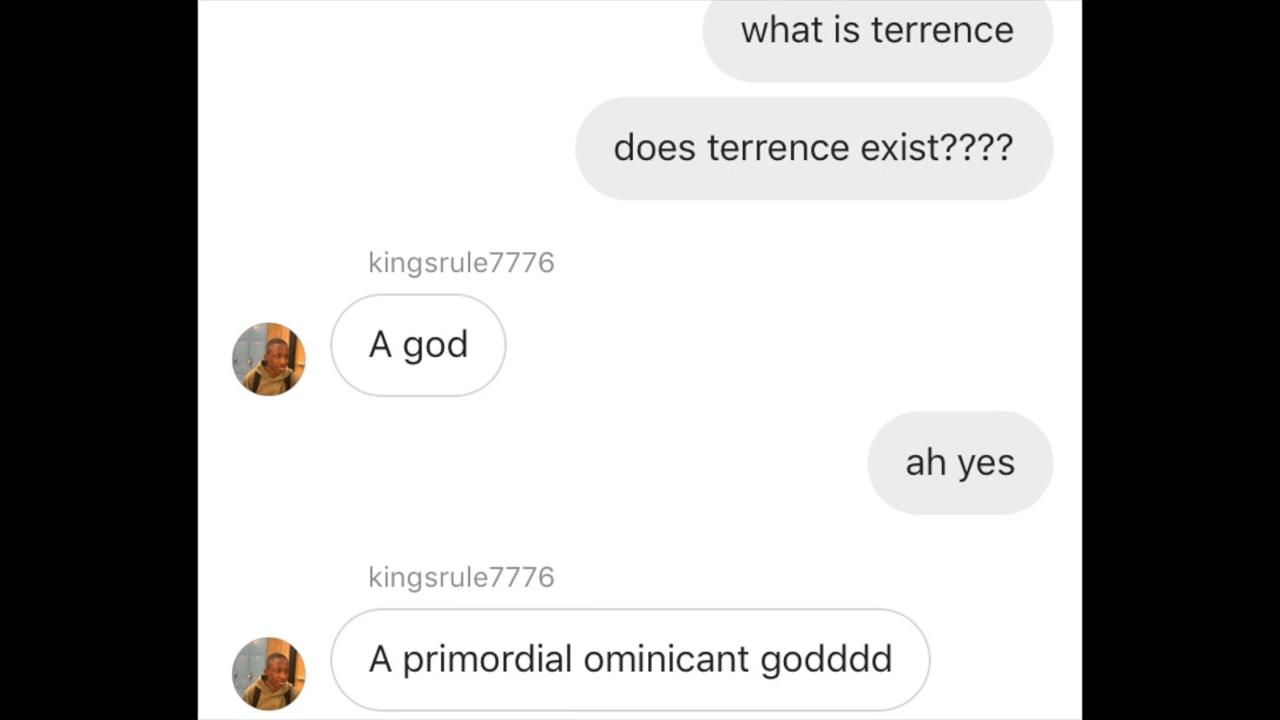 what is terrence
does terrence exist????
kingsrule7776
A god
ah yes
kingsrule7776
A primordial ominicant godddd